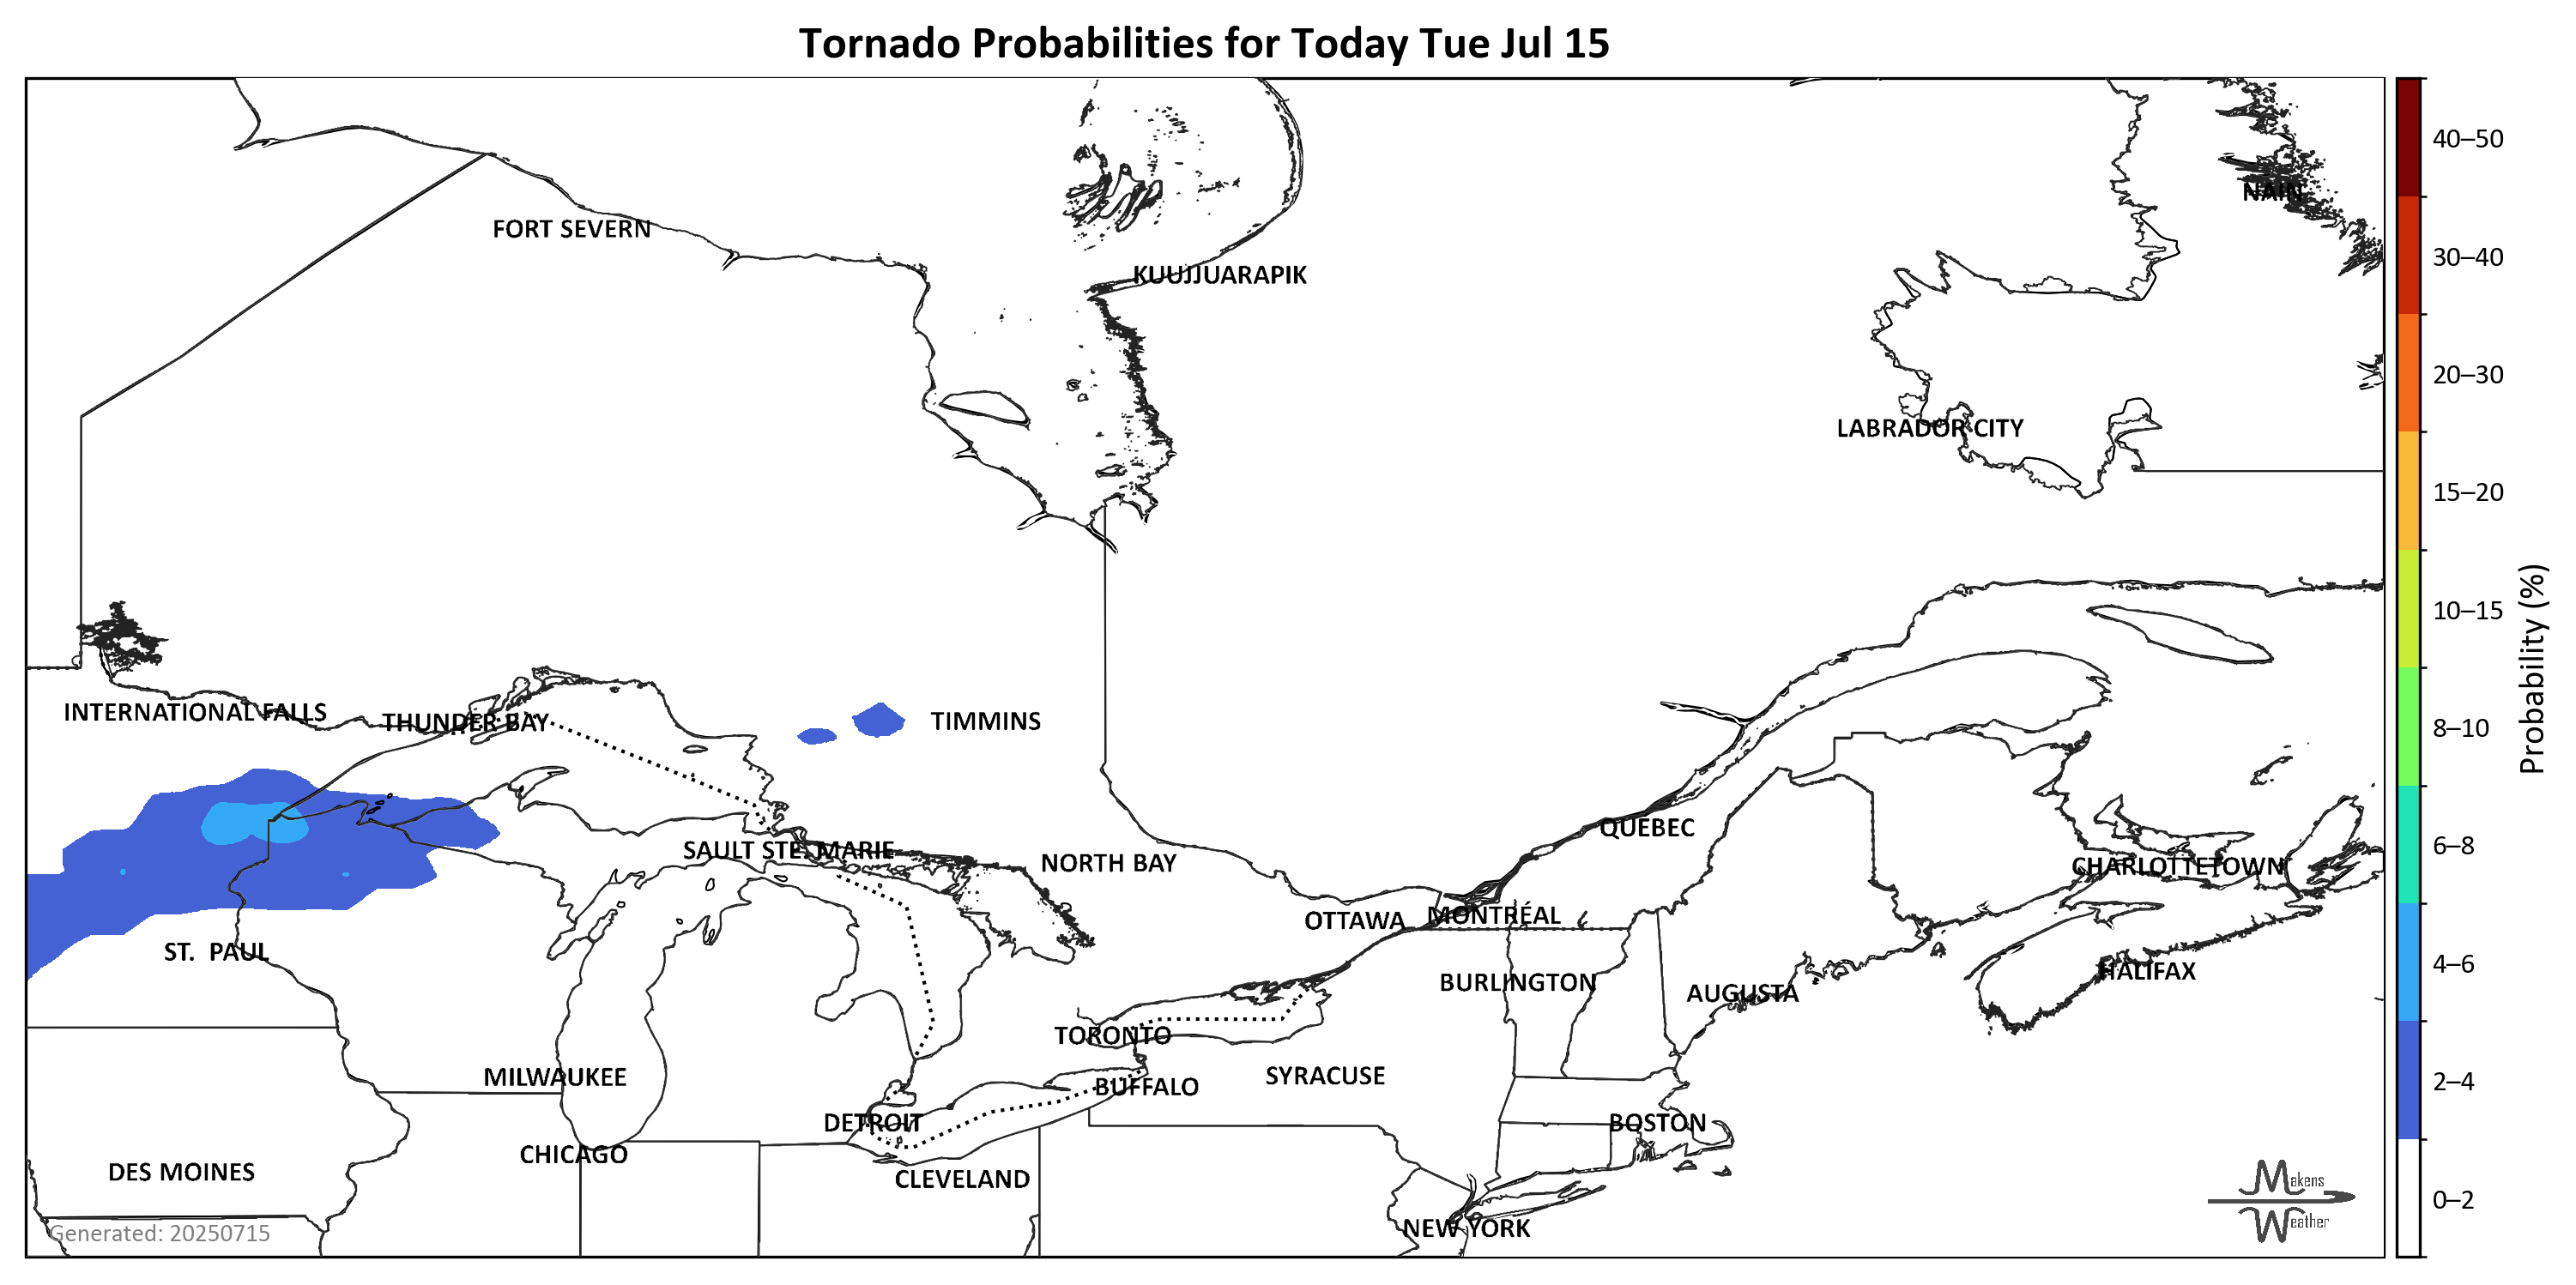 Tornado Probabilities for Today Tue Jul 15
40–50
NAIN
FORT SEVERN
30–40
KUUJJUARAPIK
20–30
LABRADOR CITY
15–20
10–15
Probability (%)
INTERNATIONAL FALLS
THUNDER BAY
TIMMINS
8–10
QUÉBEC
6–8
SAULT STE. MARIE
NORTH BAY
CHARLOTTETOWN
OTTAWA
MONTRÉAL
ST. PAUL
4–6
HALIFAX
BURLINGTON
AUGUSTA
TORONTO
MILWAUKEE
SYRACUSE
2–4
BUFFALO
DETROIT
BOSTON
CHICAGO
DES MOINES
CLEVELAND
Makens
Weather
0–2
Generated: 20250715
NEW YORK